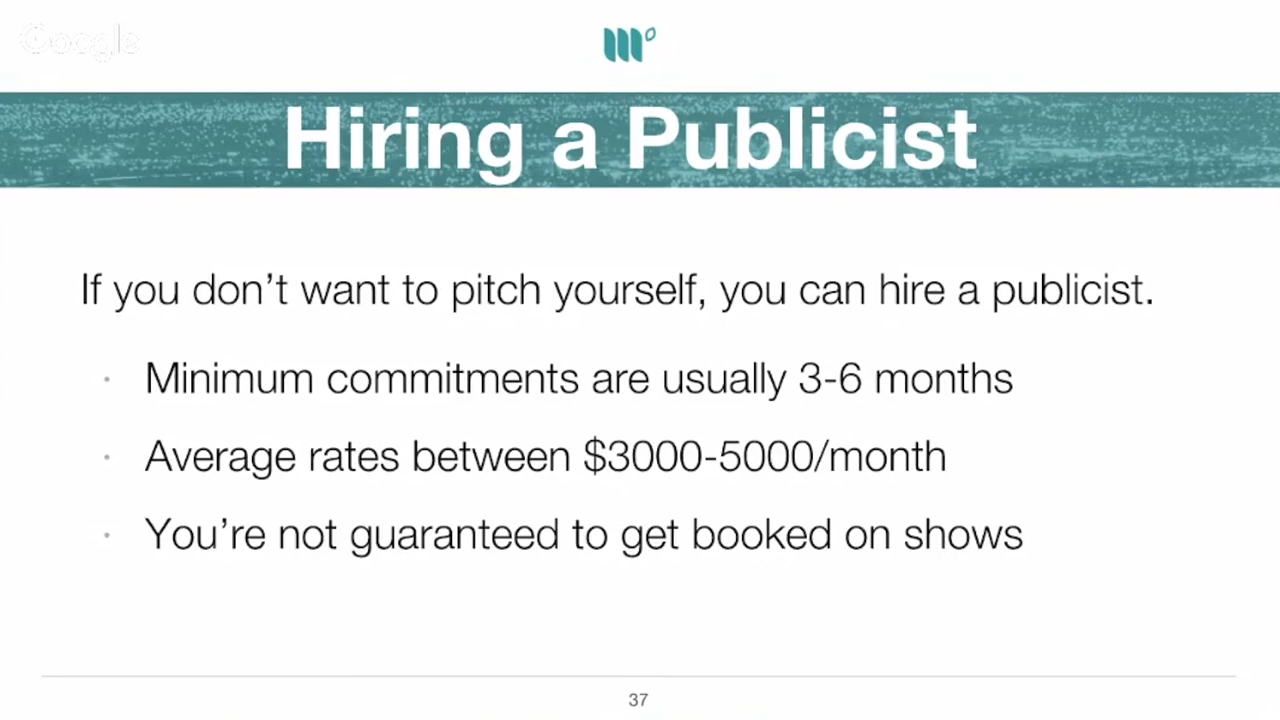 Google
Hiring a Publicist
If you don’t want to pitch yourself, you can hire a publicist.
· Minimum commitments are usually 3-6 months
· Average rates between $3000-5000/month
· You’re not guaranteed to get booked on shows
37